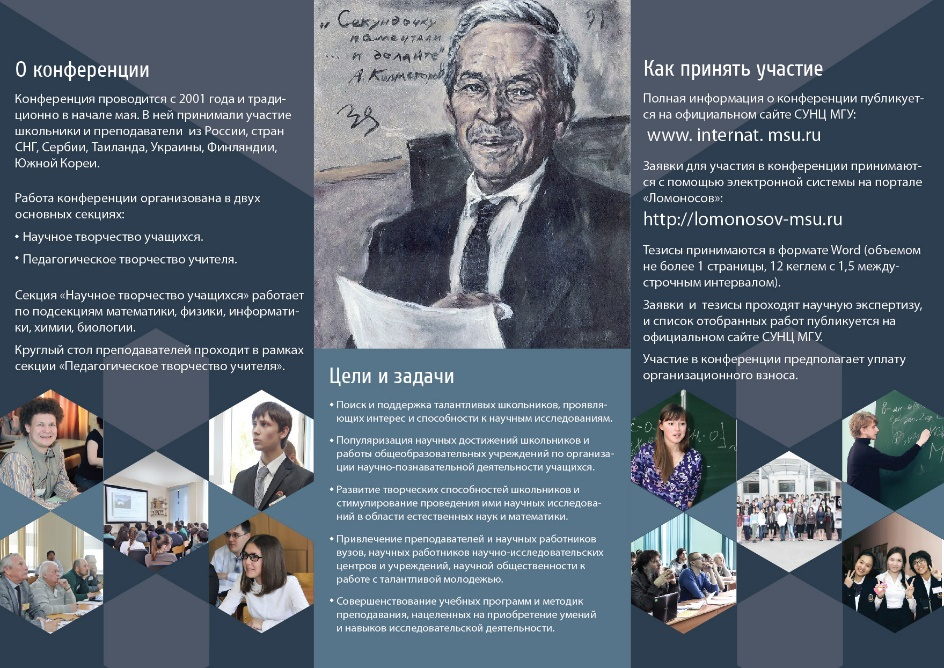 О конференции
Конференция проводится с 2001 года и тради-
ционно в начале мая. В ней принимали участие
школьники и преподаватели из России, стран
СНГ, Сербии, Таиланда, Украины, Финляндии,
Южной Кореи.
Работа конференции организована в двух
основных секциях:
• Научное творчество учащихся.
• Педагогическое творчество учителя.
Секция «Научное творчество учащихся» работает
по подсекциям математики, физики, информати-
ки, химии, биологии.
Круглый стол преподавателей проходит в рамках
секции «Педагогическое творчество учителя».
„Секундочку
... и доланте"
А. Колмогоров
91
Цели и задачи
• Поиск и поддержка талантливых школьников, проявля-
ющих интерес и способности к научным исследованиям.
• Популяризация научных достижений школьников и
работы общеобразовательных учреждений по организа-
ции научно-познавательной деятельности учащихся.
• Развитие творческих способностей школьников и
стимулирование проведения ими научных исследова-
ний в области естественных наук и математики.
• Привлечение преподавателей и научных работников
вузов, научных работников научно-исследовательских
центров и учреждений, научной общественности к
работе с талантливой молодежью.
• Совершенствование учебных программ и методик
преподавания, нацеленных на приобретение умений
и навыков исследовательской деятельности.
Как принять участие
Полная информация о конференции публикует-
ся на официальном сайте СУНЦ МГУ:
www. internat. msu.ru
Заявки для участия в конференции принимают-
ся с помощью электронной системы на портале
«Ломоносов»:
http://lomonosov-msu.ru
Тезисы принимаются в формате Word (объемом
не более 1 страницы, 12 кеглем с 1,5 между-
строчным интервалом).
Заявки и тезисы проходят научную экспертизу,
и список отобранных работ публикуется на
официальном сайте СУНЦ МГУ.
Участие в конференции предполагает уплату
организационного взноса.